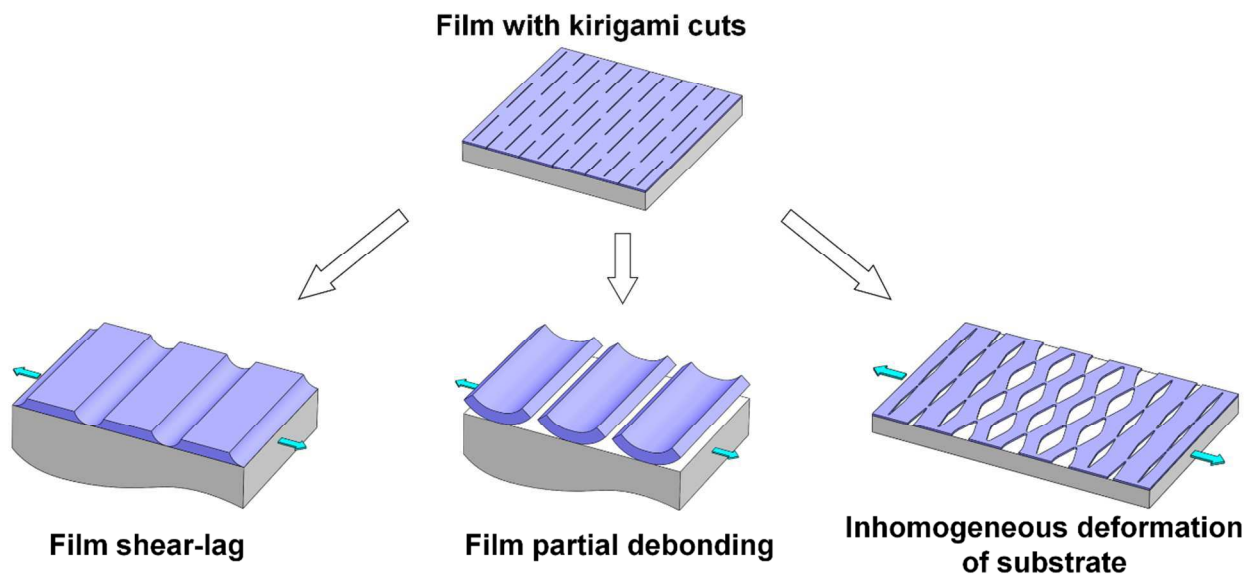 Film with kirigami cuts
Film shear-lag
Film partial debonding
Inhomogeneous deformation
of substrate